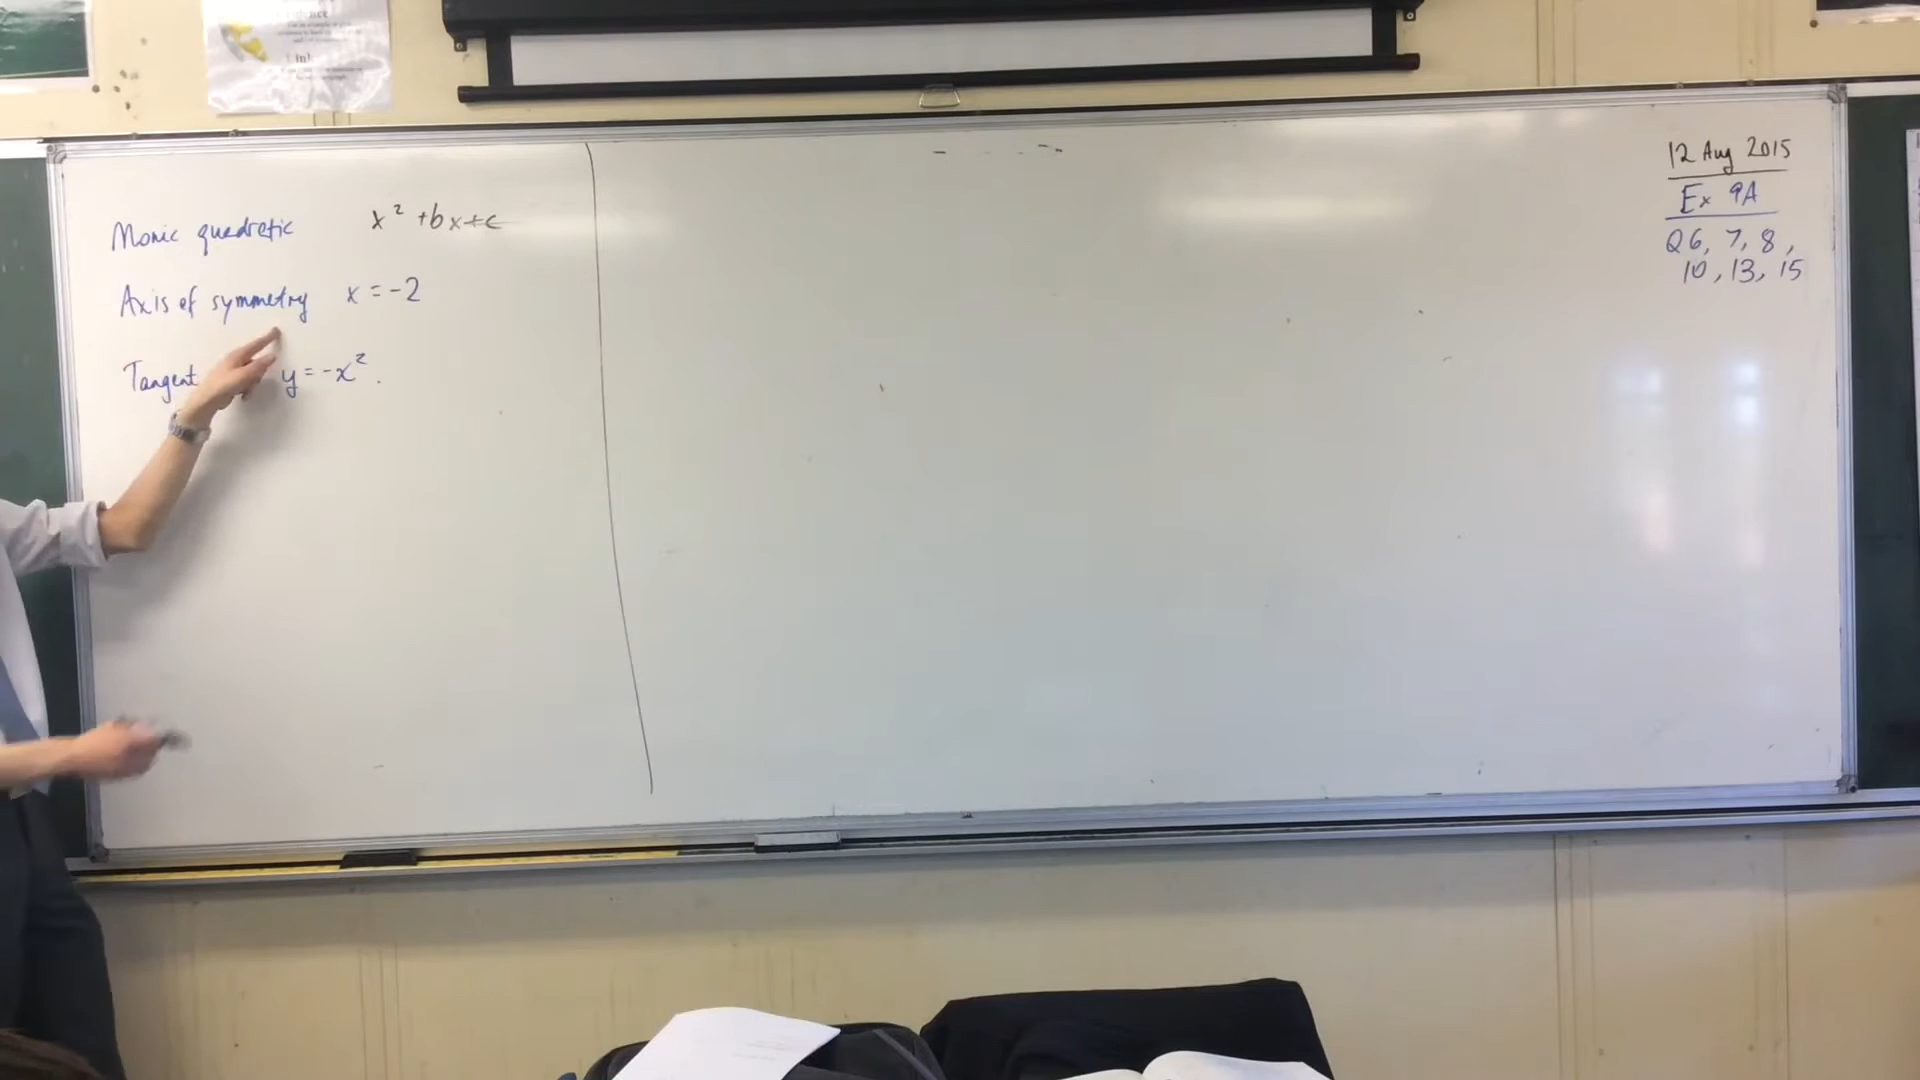 Monic quadratic x² + bx + c
Axis of symmetry x = -2
Tangent y = -x².
12 Aug 2015
Ex 9A
Q6, 7, 8,
10, 13, 15